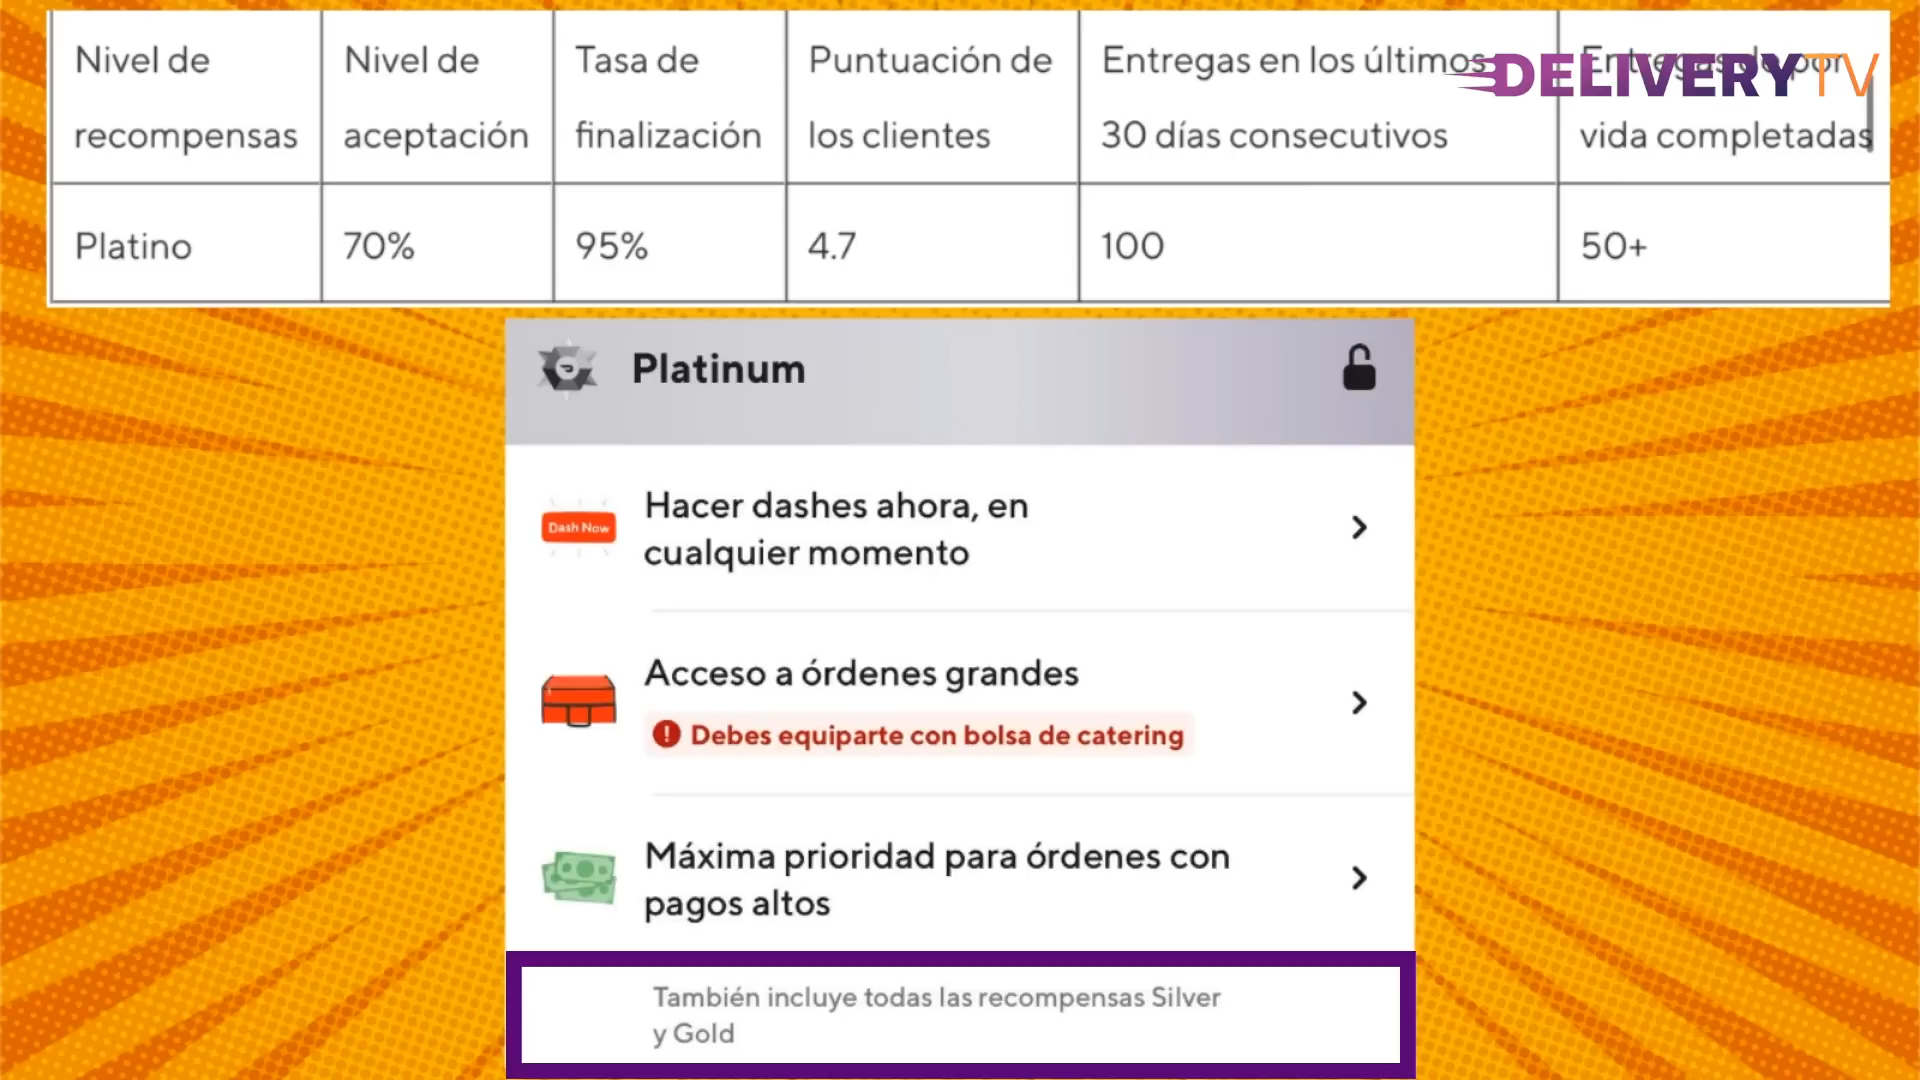 Nivel de
recompensas
Nivel de
aceptación
Tasa de
finalización
Puntuación de
los clientes
Entregas en los últimos
30 días consecutivos
Entregas de por
vida completadas
DELIVERYTV
Platino
70%
95%
4.7
100
50+
Platinum
Dash Now
Hacer dashes ahora, en
cualquier momento
Acceso a órdenes grandes
Debes equiparte con bolsa de catering
Máxima prioridad para órdenes con
pagos altos
También incluye todas las recompensas Silver
y Gold